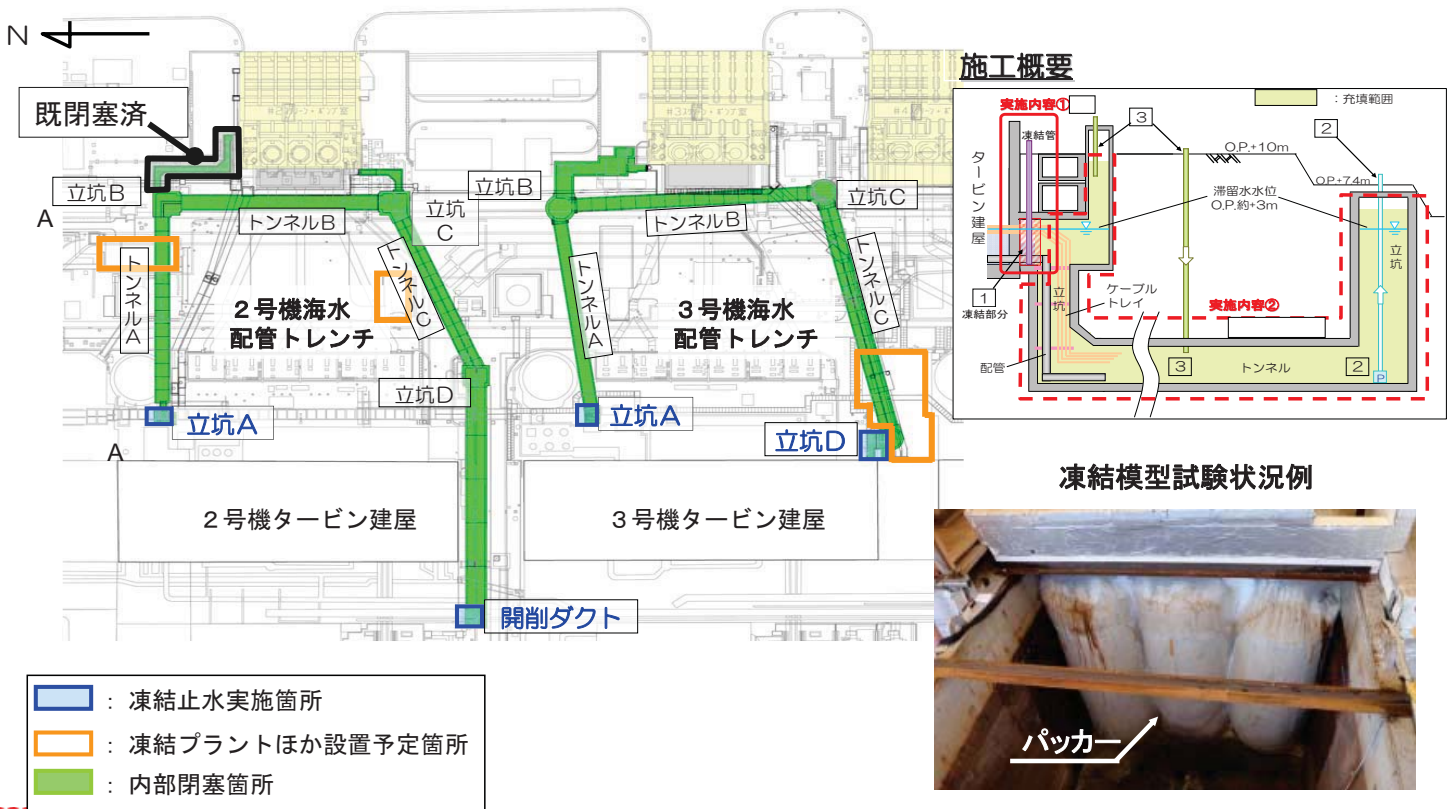 N
既閉塞済
立坑B
A
トンネルB
立坑
C
トンネルA
トンネルC
2号機海水
配管トレンチ
立坑D
立坑A
A
2号機タービン建屋
開削ダクト
立坑B
トンネルB
立坑C
トンネルA
トンネルC
3号機海水
配管トレンチ
立坑A
立坑D
3号機タービン建屋
: 凍結止水実施箇所
: 凍結プラントほか設置予定箇所
: 内部閉塞箇所
施工概要
実施内容①
: 充填範囲
凍結管
3
2
O.P.+10m
O.P.+7.4m
タービン建屋
滞留水水位
O.P.約+3m
立坑
1
凍結部分
立坑
ケーブル
トレイ
実施内容②
配管
3
トンネル
2
P
凍結模型試験状況例
パッカー